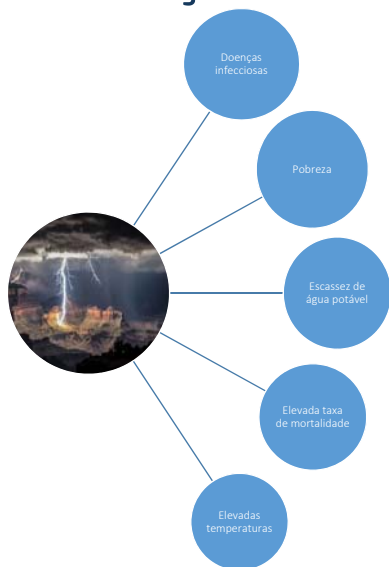 Doenças
infecciosas
Pobreza
Escassez de
água potável
Elevada taxa
de mortalidade
Elevadas
temperaturas